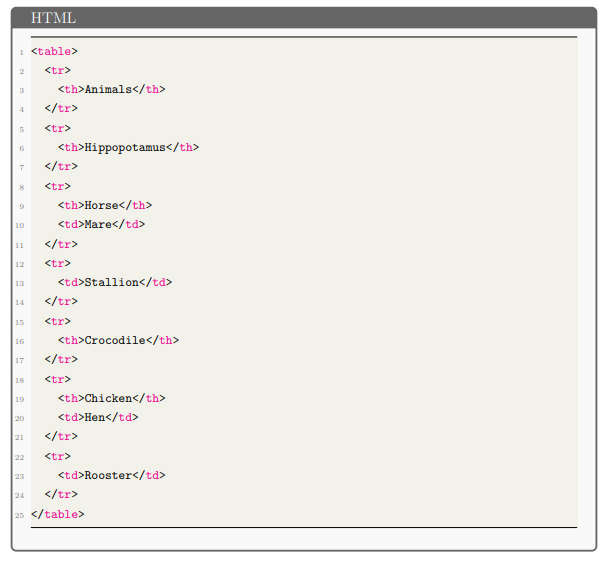 HTML
1 <table>
2   <tr>
3     <th>Animals</th>
4   </tr>
5   <tr>
6     <th>Hippopotamus</th>
7   </tr>
8   <tr>
9     <th>Horse</th>
10     <td>Mare</td>
11   </tr>
12   <tr>
13     <td>Stallion</td>
14   </tr>
15   <tr>
16     <th>Crocodile</th>
17   </tr>
18   <tr>
19     <th>Chicken</th>
20     <td>Hen</td>
21   </tr>
22   <tr>
23     <td>Rooster</td>
24   </tr>
25 </table>